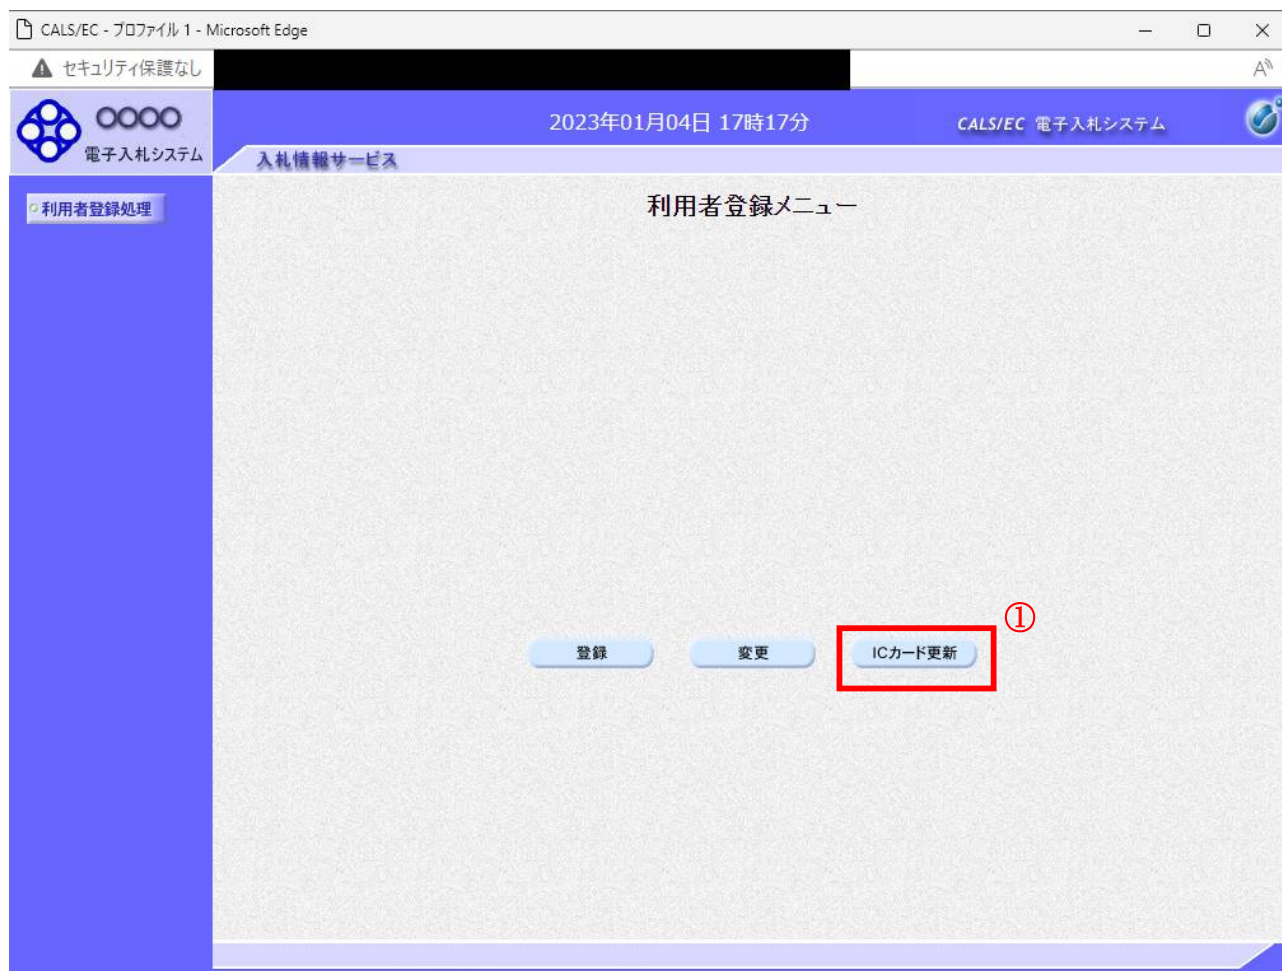 CALS/EC - プロファイル 1 - Microsoft Edge
セキュリティ保護なし
○○○○
電子入札システム
2023年01月04日 17時17分
CALS/EC 電子入札システム
入札情報サービス
利用者登録処理
利用者登録メニュー
①
登録
変更
ICカード更新